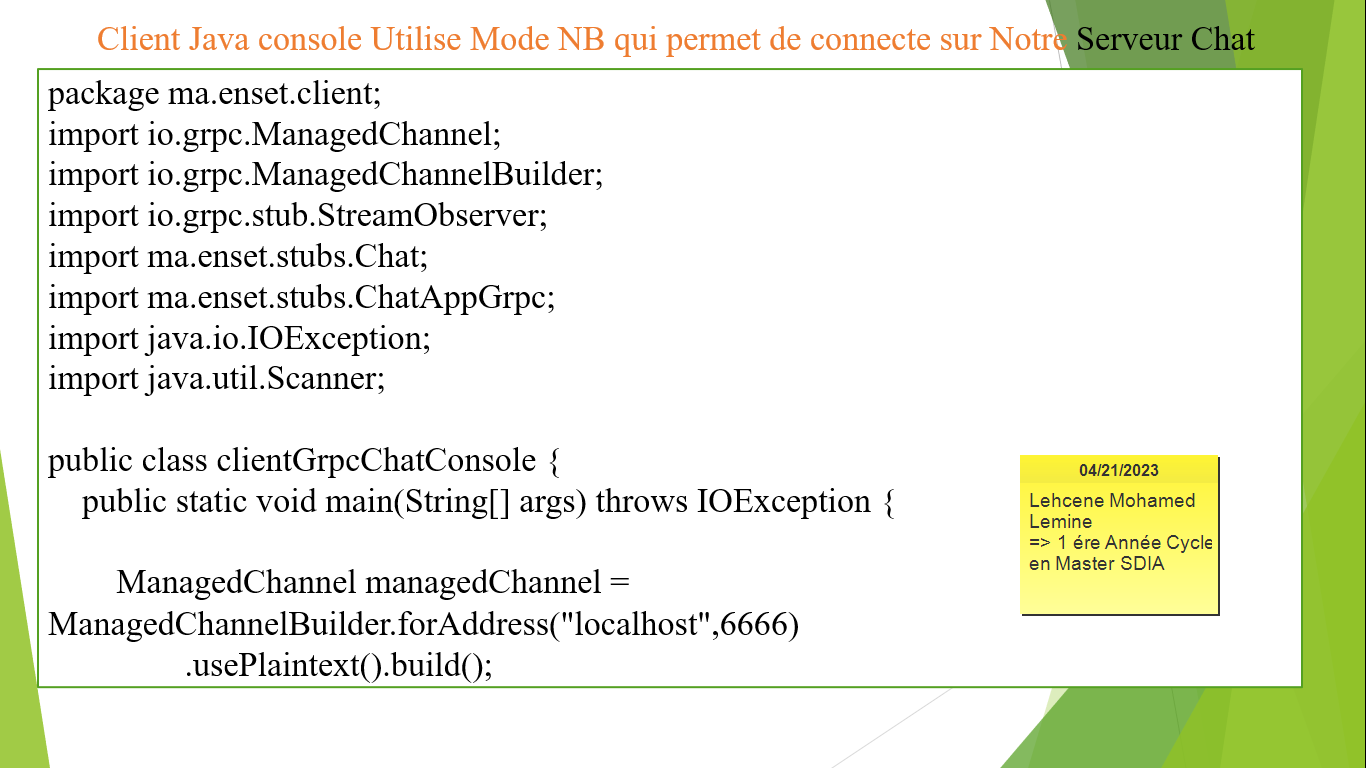 Client Java console Utilise Mode NB qui permet de connecte sur Notre Serveur Chat
package ma.enset.client;
import io.grpc.ManagedChannel;
import io.grpc.ManagedChannelBuilder;
import io.grpc.stub.StreamObserver;
import ma.enset.stubs.Chat;
import ma.enset.stubs.ChatAppGrpc;
import java.io.IOException;
import java.util.Scanner;
public class clientGrpcChatConsole {
public static void main(String[] args) throws IOException {
ManagedChannel managedChannel =
ManagedChannelBuilder.forAddress("localhost",6666)
.usePlaintext().build();
04/21/2023
Lehcene Mohamed
Lemine
=> 1 ére Année Cycle
en Master SDIA